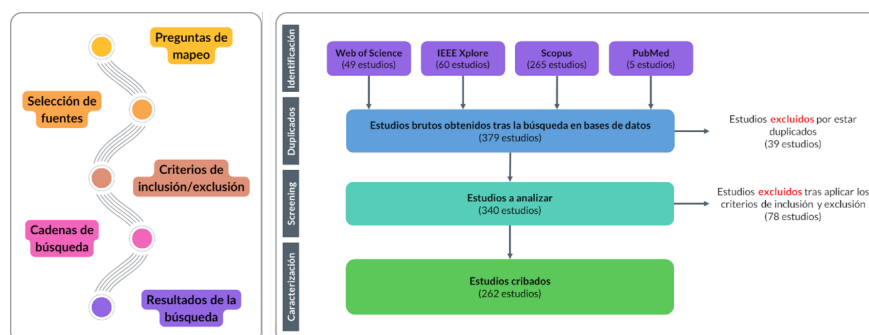 Preguntas de
mapeo
Selección de
fuentes
Criterios de
inclusión/exclusión
Cadenas de
búsqueda
Resultados de la
búsqueda
Identificación
Web of Science
(49 estudios)
IEEE Xplore
(60 estudios)
Scopus
(265 estudios)
PubMed
(5 estudios)
Duplicados
Estudios brutos obtenidos tras la búsqueda en bases de datos
(379 estudios)
Estudios excluidos por estar
duplicados
(39 estudios)
Screening
Estudios a analizar
(340 estudios)
Estudios excluidos tras aplicar los
criterios de inclusión y exclusión
(78 estudios)
Caracterización
Estudios cribados
(262 estudios)